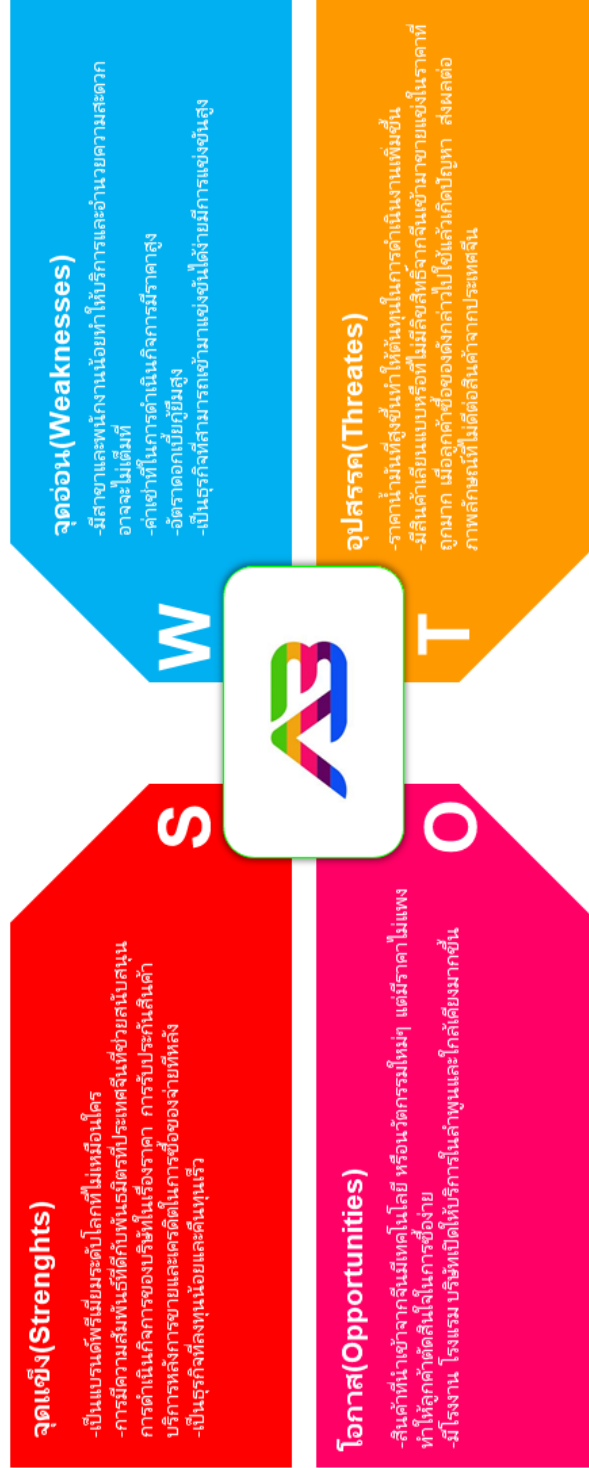 จุดแข็ง(Strenghts)
-เป็นแบรนด์พรีเมี่ยมระดับโลกที่ไม่เหมือนใคร
-การมีความสัมพันธ์ที่ดีกับพันธมิตรที่ประเทศจีนที่ช่วยสนับสนุน
การดำเนินกิจการของบริษัทในเรื่องราคา การรับประกันสินค้า
บริการหลังการขายและเครดิตในการซื้อของจ่ายทีหลัง
-เป็นธุรกิจที่ลงทุนน้อยและคืนทุนเร็ว
S
จุดอ่อน(Weaknesses)
-มีสาขาและพนักงานน้อยทำให้บริการและอำนวยความสะดวก
อาจจะไม่เต็มที่
-ค่าเช่าที่ในการดำเนินกิจการมีราคาสูง
-อัตราดอกเบี้ยกู้ยืมสูง
-เป็นธุรกิจที่สามารถเข้ามาแข่งขันได้ง่ายมีการแข่งขันสูง
W
AB
โอกาส(Opportunities)
-สินค้าที่นำเข้าจากจีนมีเทคโนโลยี หรือนวัตกรรมใหม่ๆ แต่มีราคาไม่แพง
ทำให้ลูกค้าตัดสินใจในการซื้อง่าย
-มีโรงงาน โรงแรม บริษัทเปิดให้บริการในลำพูนและใกล้เคียงมากขึ้น
O
อุปสรรค(Threates)
-ราคาน้ำมันที่สูงขึ้นทำให้ต้นทุนในการดำเนินงานเพิ่มขึ้น
-มีสินค้าเลียนแบบหรือที่ไม่มีลิขสิทธิ์จากจีนเข้ามาขายแข่งในราคาที่
ถูกมาก เมื่อลูกค้าซื้อของดังกล่าวไปใช้แล้วเกิดปัญหา ส่งผลต่อ
ภาพลักษณ์ที่ไม่ดีต่อสินค้าจากประเทศจีน
T